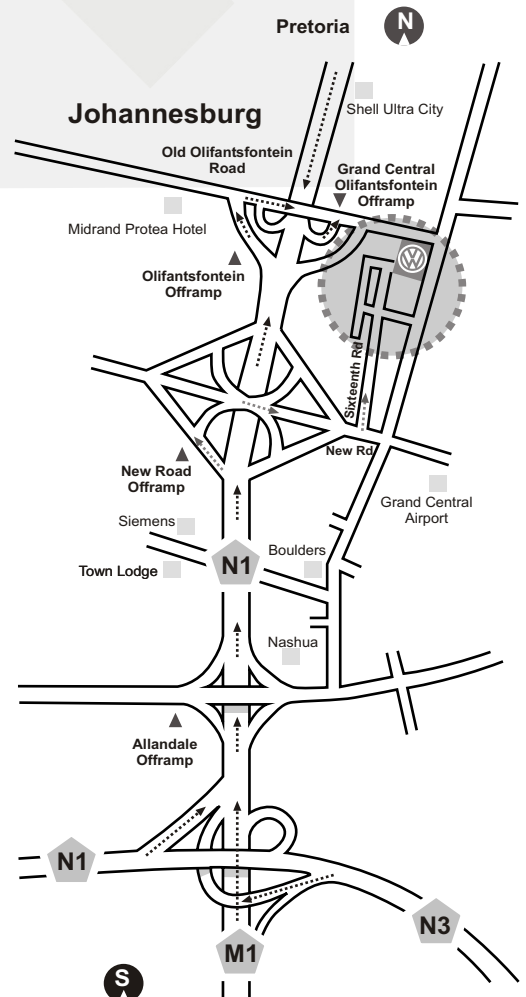 Pretoria
N
Johannesburg
Shell Ultra City
Old Olifantsfontein
Road
Grand Central
Olifantsfontein
Offramp
Midrand Protea Hotel
Olifantsfontein
Offramp
Sixteenth Rd
New Rd
New Road
Offramp
Grand Central
Airport
Siemens
Boulders
N1
Town Lodge
Nashua
Allandale
Offramp
N1
N3
M1
S